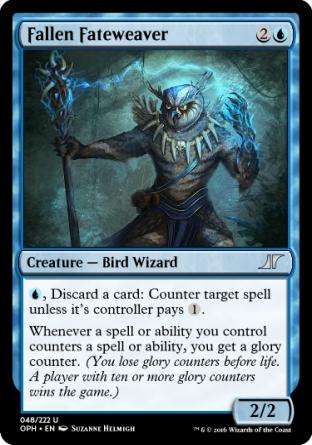 Fallen Fateweaver 2
Creature — Bird Wizard
, Discard a card: Counter target spell
unless it's controller pays 1.
Whenever a spell or ability you control
counters a spell or ability, you get a glory
counter. (You lose glory counters before life.
A player with ten or more glory counters
wins the game.)
2/2
048/222 U
OPH • EN SUZANNE HELMIGH
™ & © 2016 Wizards of the Coast